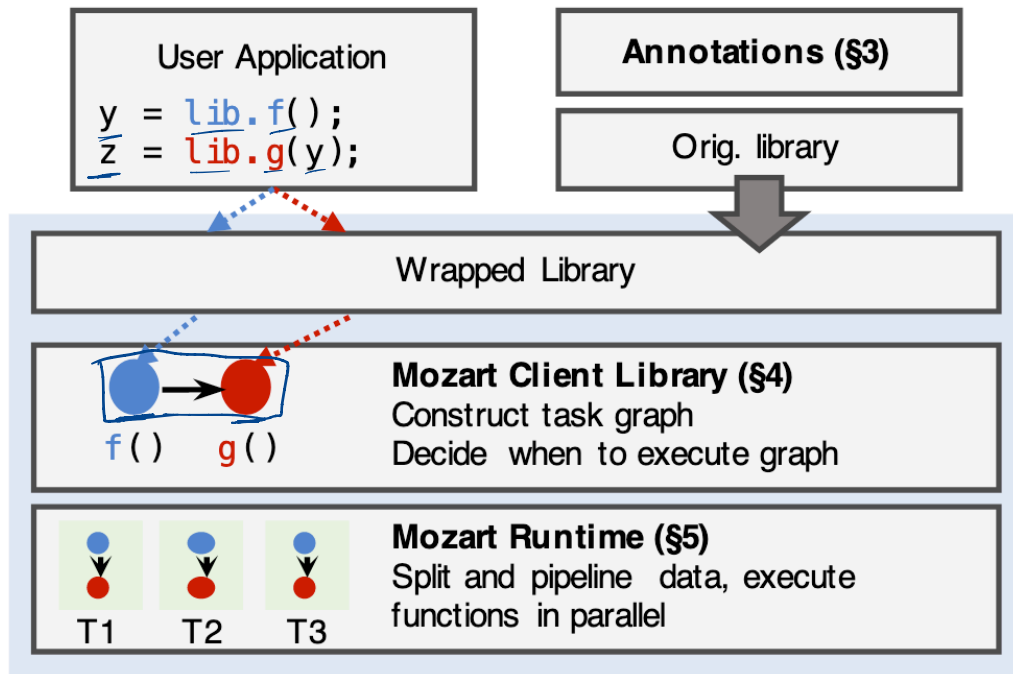 User Application
y = lib.f();
z = lib.g(y);
Annotations (§3)
Orig. library
Wrapped Library
f() g()
Mozart Client Library (§4)
Construct task graph
Decide when to execute graph
T1 T2 T3
Mozart Runtime (§5)
Split and pipeline data, execute
functions in parallel